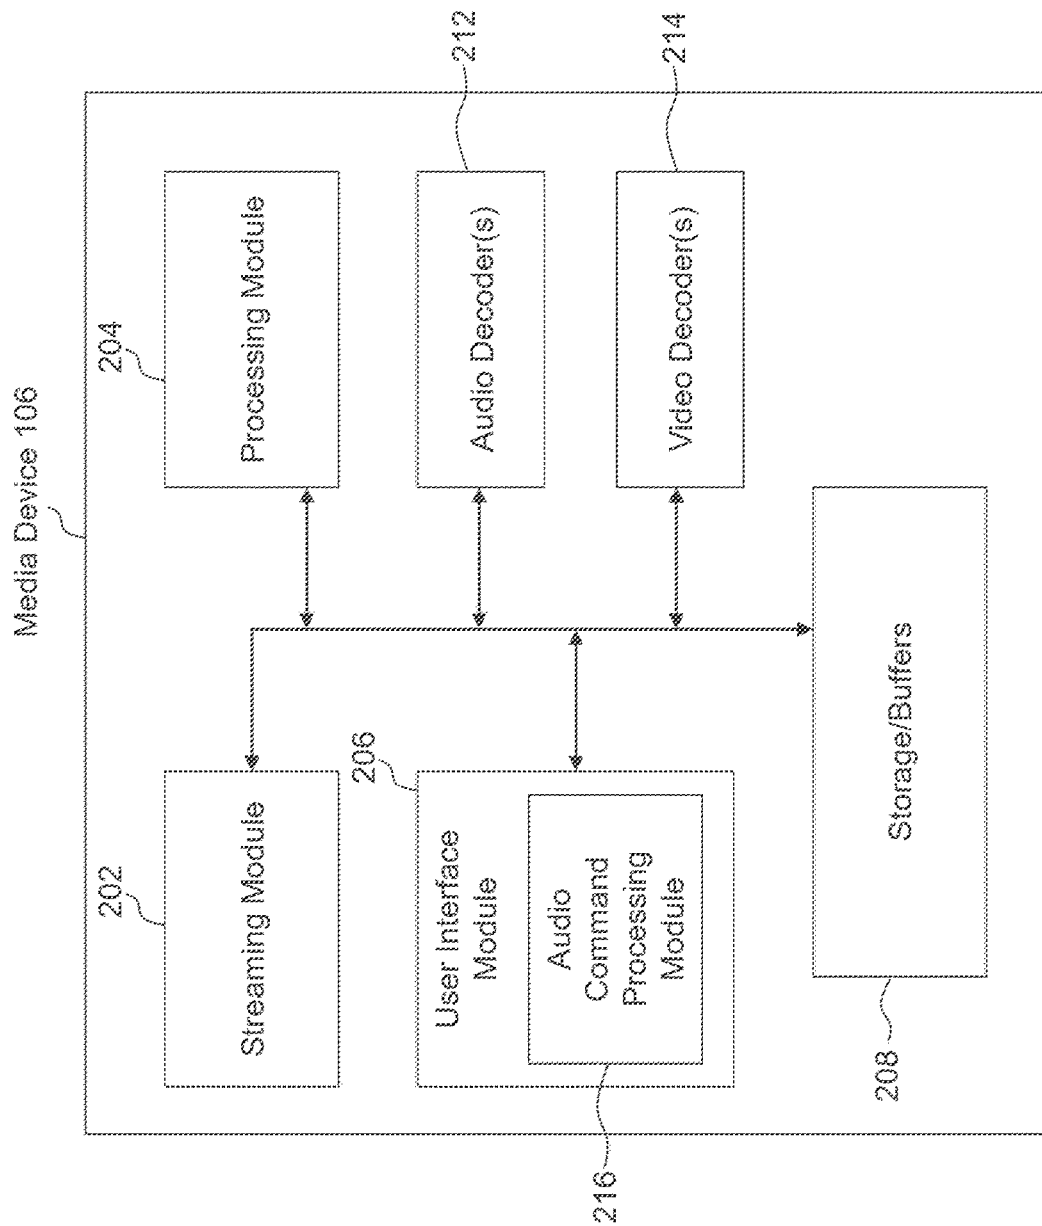 Media Device 106
202
Streaming Module
204
Processing Module
206
User Interface
Module
Audio
Command
Processing
Module
216
Audio Decoder(s)
212
Video Decoder(s)
214
Storage/Buffers
208